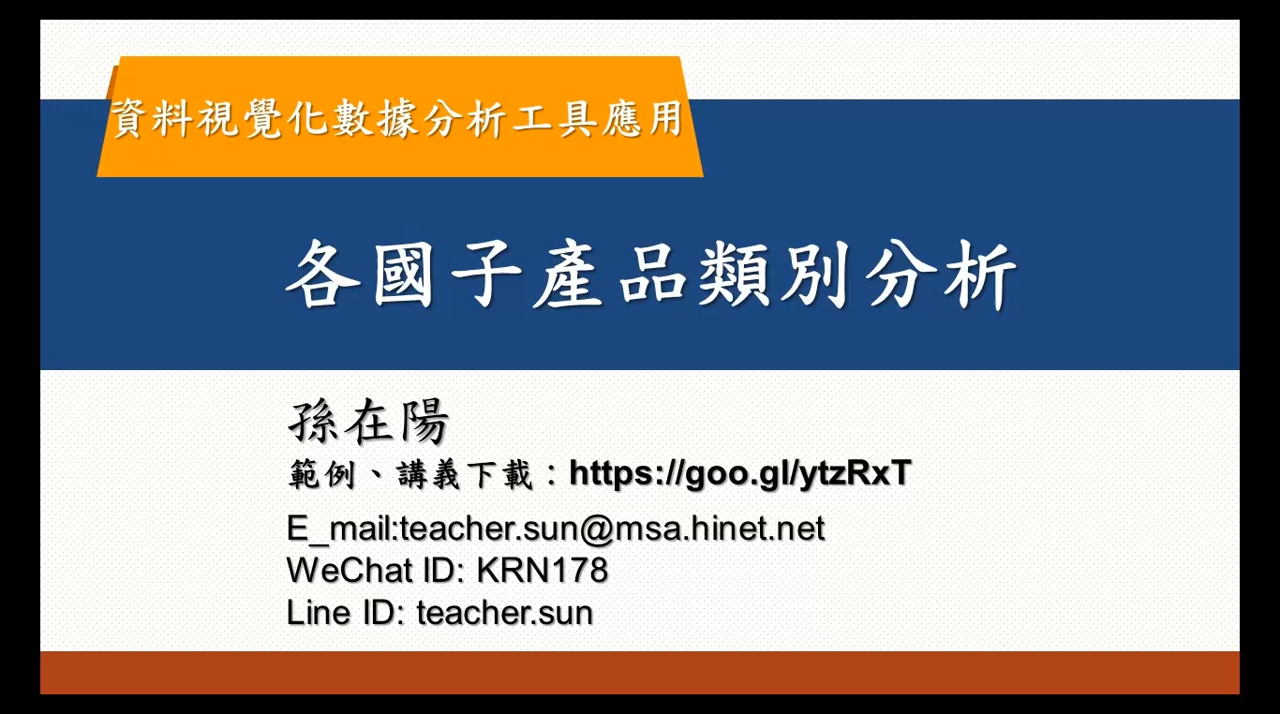 資料視覺化數據分析工具應用
各國子產品類別分析
孫在陽
範例、講義下載：https://goo.gl/ytzRxT
E_mail:teacher.sun@msa.hinet.net
WeChat ID: KRN178
Line ID: teacher.sun